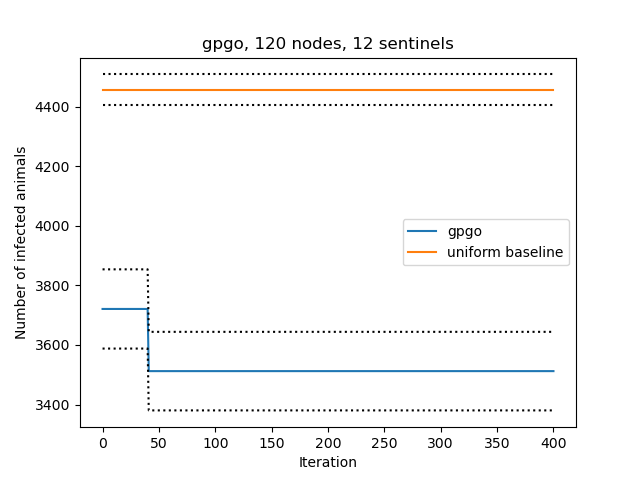 gpgo, 120 nodes, 12 sentinels
4400
4200
4000
3800
3600
3400
Number of infected animals
gpgo
uniform baseline
0 50 100 150 200 250 300 350 400
Iteration